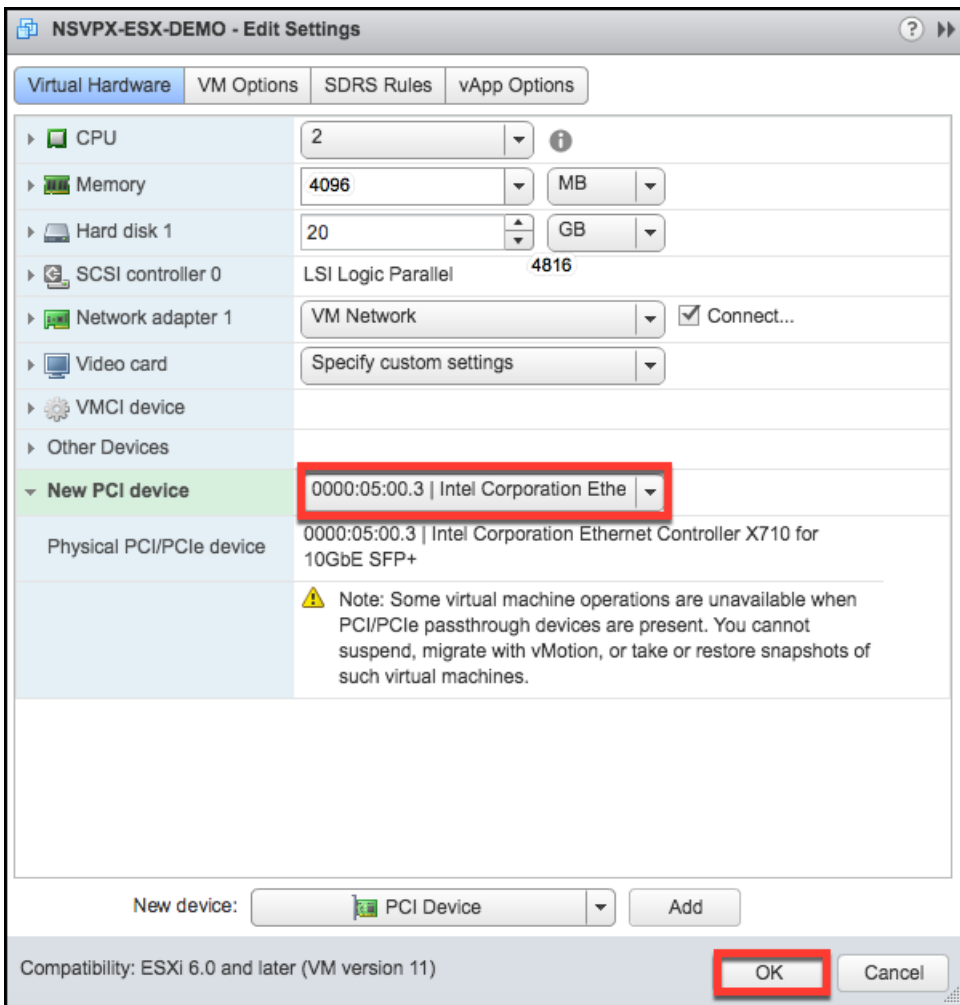 NSVPX-ESX-DEMO - Edit Settings ?
Virtual Hardware VM Options SDRS Rules vApp Options
CPU 2
Memory 4096 MB
Hard disk 1 20 GB
4816
SCSI controller 0 LSI Logic Parallel
Network adapter 1 VM Network Connect...
Video card Specify custom settings
VMCI device
Other Devices
New PCI device 0000:05:00.3 | Intel Corporation Ethe
Physical PCI/PCIe device 0000:05:00.3 | Intel Corporation Ethernet Controller X710 for
10GbE SFP+
Note: Some virtual machine operations are unavailable when
PCI/PCIe passthrough devices are present. You cannot
suspend, migrate with vMotion, or take or restore snapshots of
such virtual machines.
New device: PCI Device Add
Compatibility: ESXi 6.0 and later (VM version 11) OK Cancel